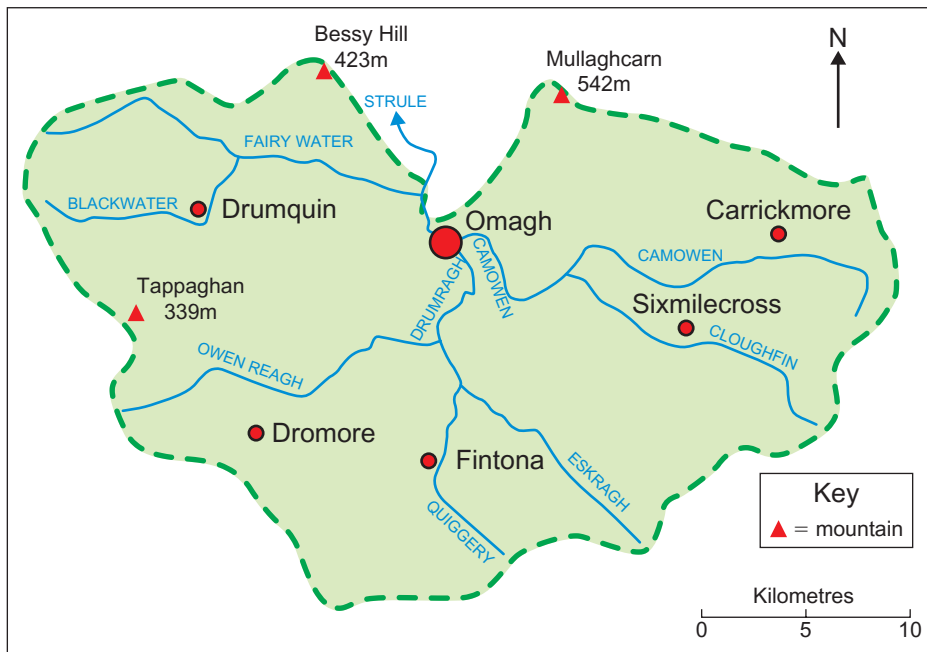 Bessy Hill
423m
Mullaghcarn
542m
N
STRULE
FAIRY WATER
BLACKWATER
Drumquin
Omagh
Carrickmore
CAMOWEN
CAMOWEN
DRUMRAGH
Tappaghan
339m
Sixmilecross
CLOUGHFIN
OWEN REAGH
Dromore
Fintona
ESKRAGH
QUIGGERY
Key
= mountain
Kilometres
0 5 10